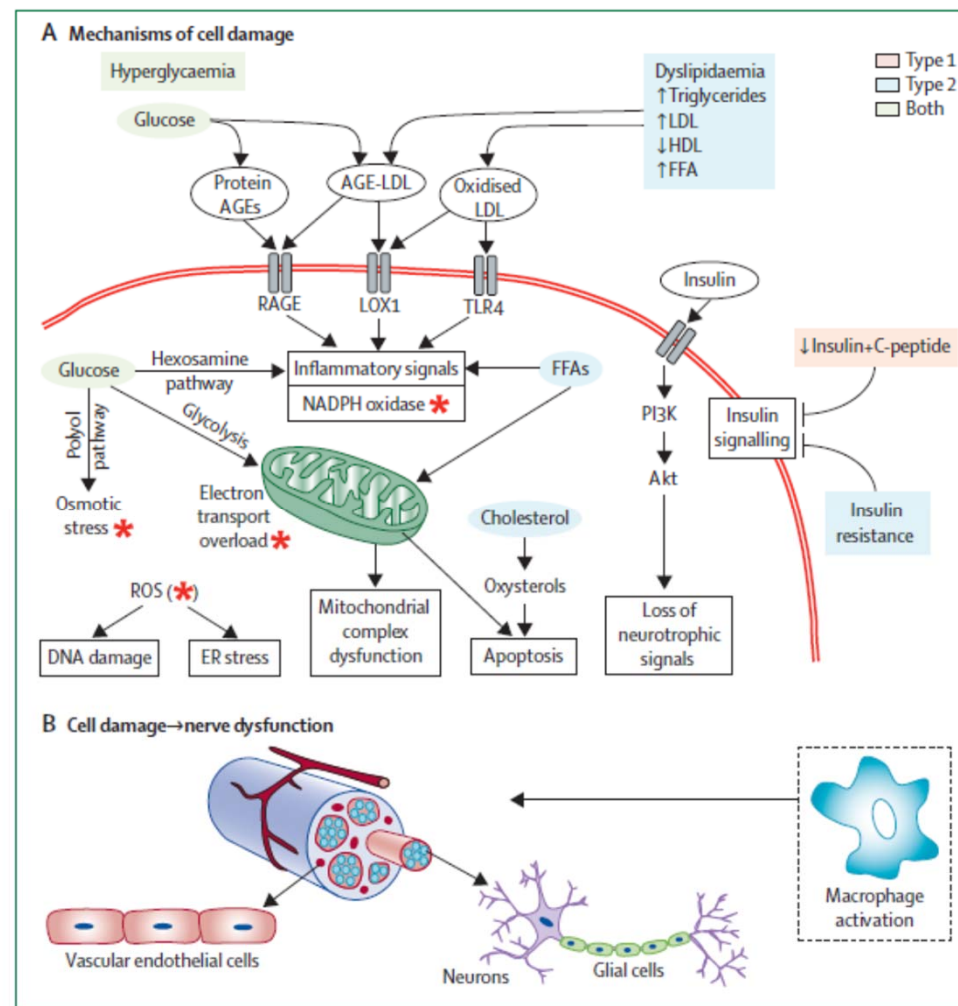 A Mechanisms of cell damage
Hyperglycaemia
Dyslipidaemia
↑Triglycerides
↑LDL
↓HDL
↑FFA
Type 1
Type 2
Both
Glucose
Protein
AGEs
AGE-LDL
Oxidised
LDL
RAGE
LOX1
TLR4
Insulin
↓Insulin+C-peptide
Glucose
Hexosamine
pathway
Inflammatory signals
NADPH oxidase *
FFAs
PI3K
Insulin
signalling
Polyol
pathway
Glycolysis
Akt
Osmotic
stress *
Electron
transport
overload *
Cholesterol
Insulin
resistance
ROS (*)
Oxysterols
DNA damage
ER stress
Mitochondrial
complex
dysfunction
Apoptosis
Loss of
neurotrophic
signals
B Cell damage→nerve dysfunction
Macrophage
activation
Vascular endothelial cells
Neurons
Glial cells